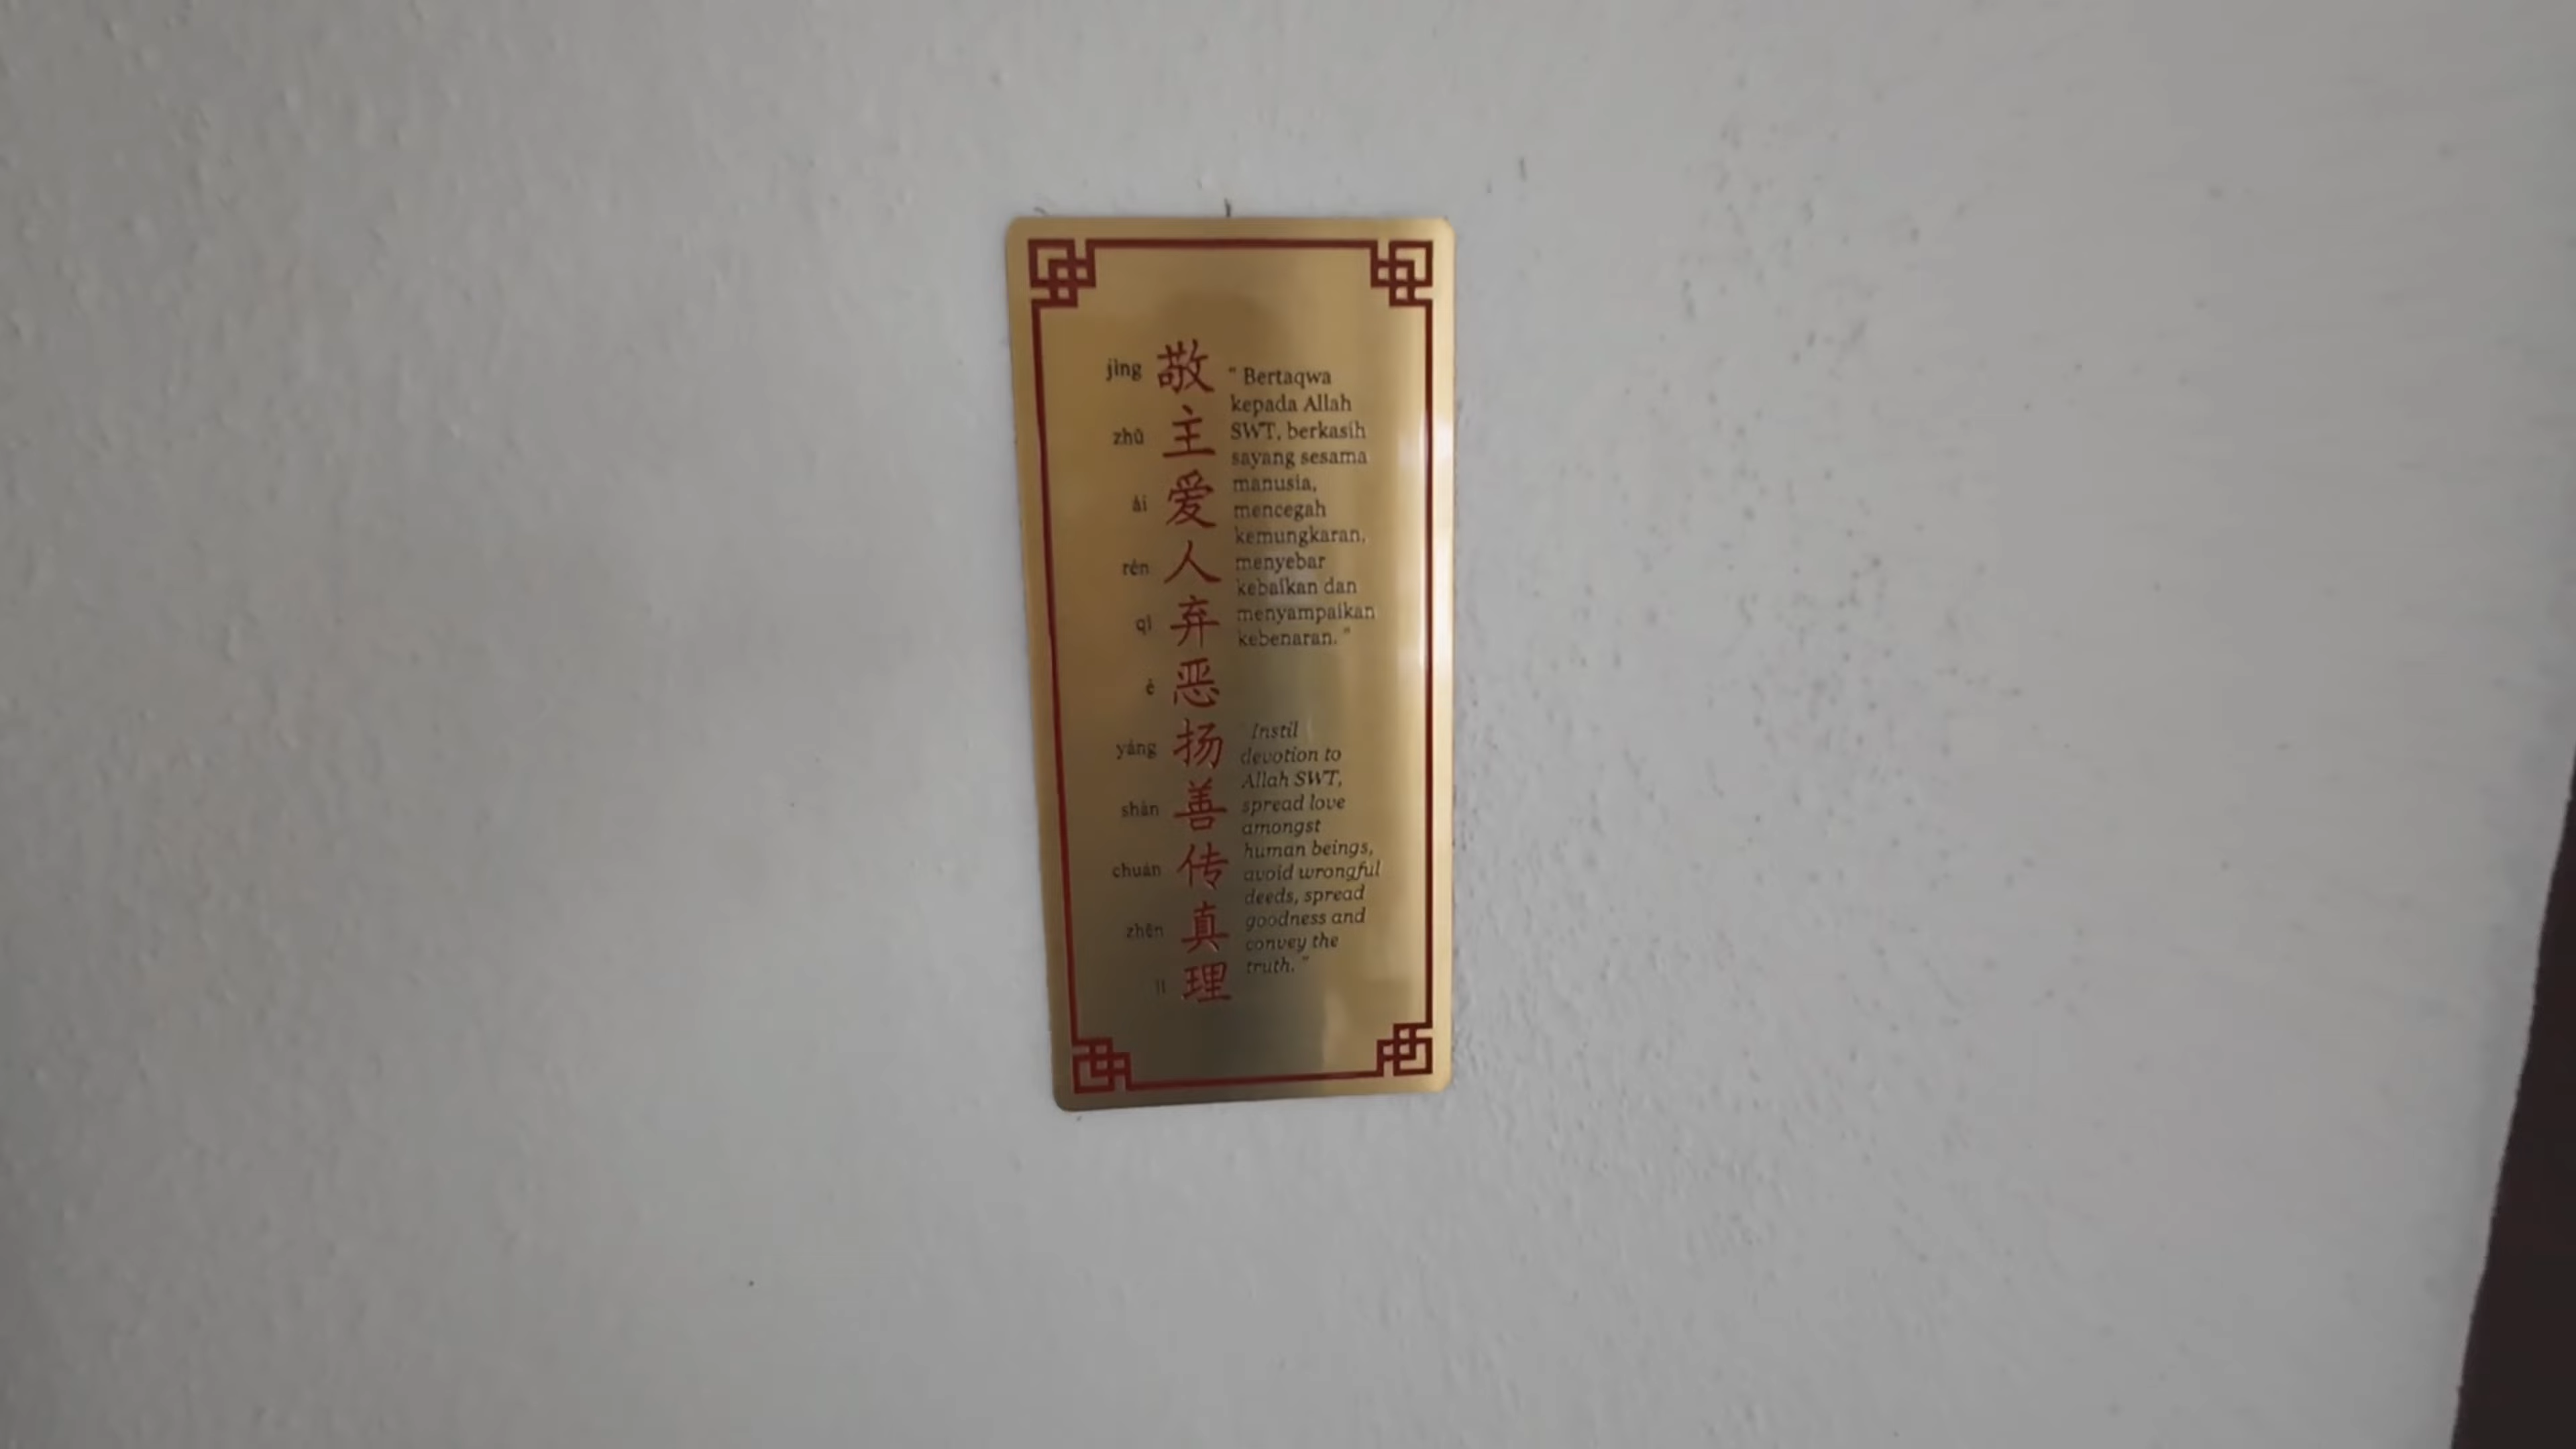 jìng 敬
zhǔ 主
ài 爱
rén 人
qì 弃
è 恶
yáng 扬
shàn 善
chuán 传
zhēn 真
lǐ 理
" Bertaqwa
kepada Allah
SWT, berkasih
sayang sesama
manusia,
mencegah
kemungkaran,
menyebar
kebaikan dan
menyampaikan
kebenaran. "
" Instil
devotion to
Allah SWT,
spread love
amongst
human beings,
avoid wrongful
deeds, spread
goodness and
convey the
truth. "